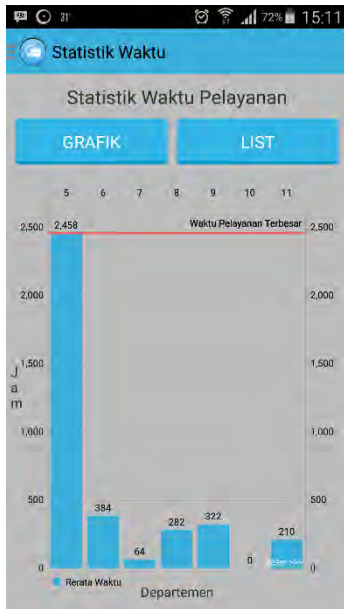 31°
72%
15:11
Statistik Waktu
Statistik Waktu Pelayanan
GRAFIK
LIST
5 6 7 8 9 10 11
Waktu Pelayanan Terbesar
2,500 2,458 2,500
2,000 2,000
1,500 1,500
Jam
1,000 1,000
500 500
384 64 282 322 0 210
0 0
Rerata Waktu
Departemen